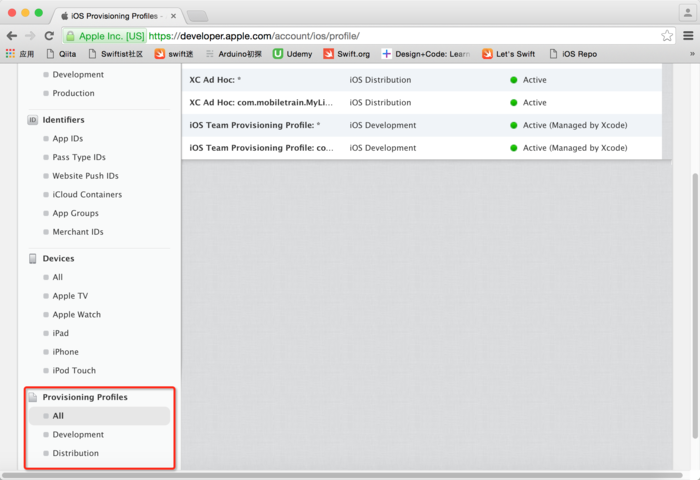 iOS Provisioning Profiles -
Apple Inc. [US] https://developer.apple.com/account/ios/profile/
应用 Qiita Swiftist社区 swift迷 Arduino初探 Udemy Swift.org Design+Code: Learn Let's Swift iOS Repo »
Development
Production
Identifiers
App IDs
Pass Type IDs
Website Push IDs
iCloud Containers
App Groups
Merchant IDs
Devices
All
Apple TV
Apple Watch
iPad
iPhone
iPod Touch
Provisioning Profiles
All
Development
Distribution
XC Ad Hoc: * iOS Distribution Active
XC Ad Hoc: com.mobiletrain.MyLi... iOS Distribution Active
iOS Team Provisioning Profile: * iOS Development Active (Managed by Xcode)
iOS Team Provisioning Profile: co... iOS Development Active (Managed by Xcode)